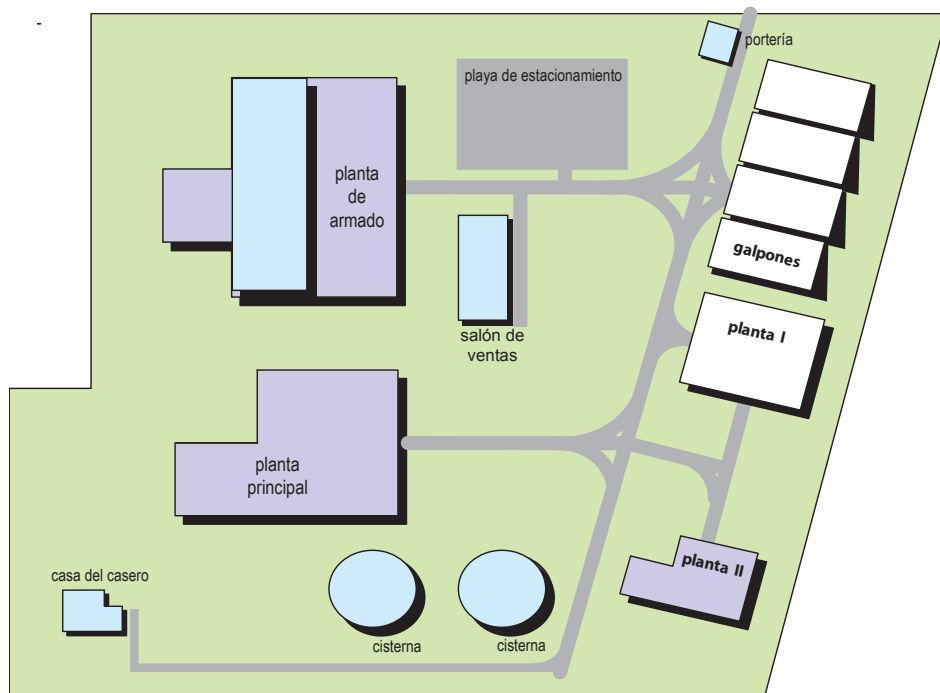 portería
playa de estacionamiento
planta
de
armado
galpones
planta I
salón de
ventas
planta
principal
planta II
casa del casero
cisterna
cisterna